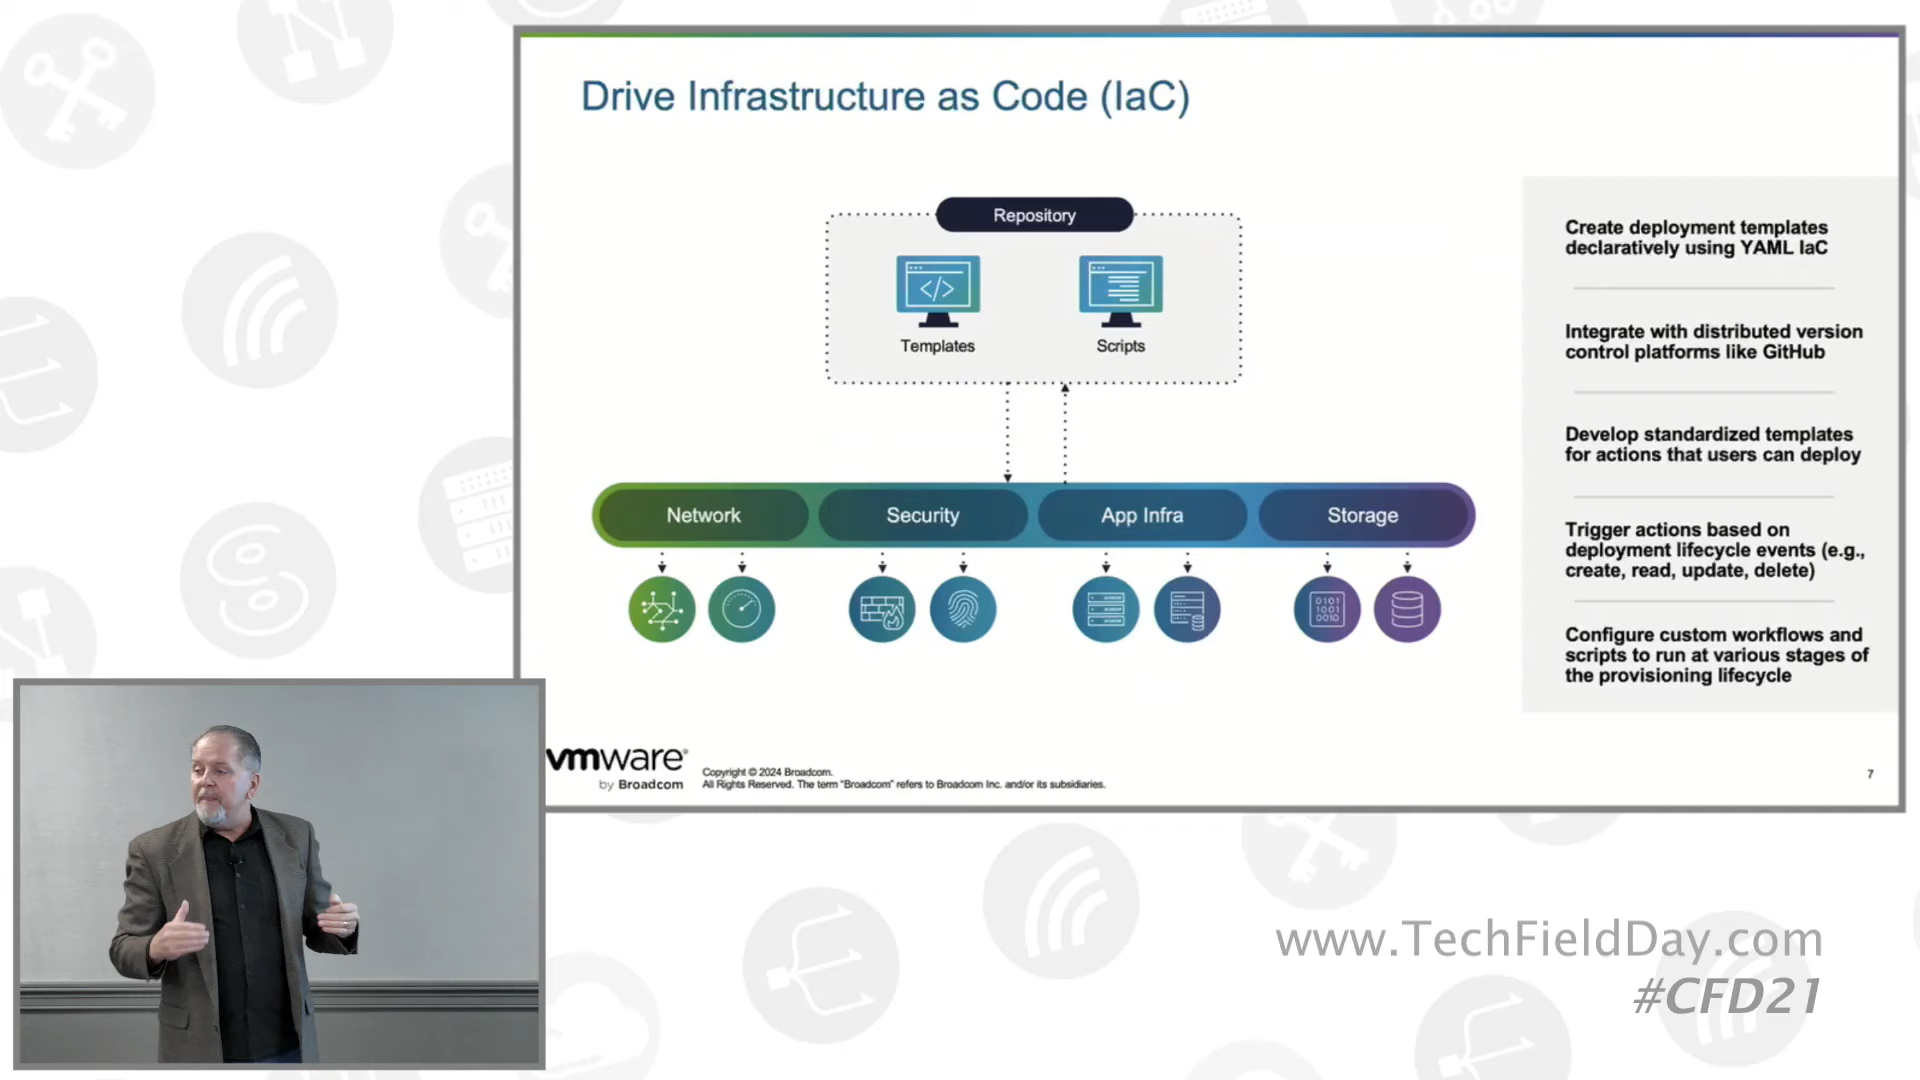 Drive Infrastructure as Code (IaC)
Repository
Templates
Scripts
Network
Security
App Infra
Storage
0101
1001
0010
Create deployment templates
declaratively using YAML IaC
Integrate with distributed version
control platforms like GitHub
Develop standardized templates
for actions that users can deploy
Trigger actions based on
deployment lifecycle events (e.g.,
create, read, update, delete)
Configure custom workflows and
scripts to run at various stages of
the provisioning lifecycle
vmware®
by Broadcom
Copyright © 2024 Broadcom.
All Rights Reserved. The term “Broadcom” refers to Broadcom Inc. and/or its subsidiaries.
7
www.TechFieldDay.com
#CFD21